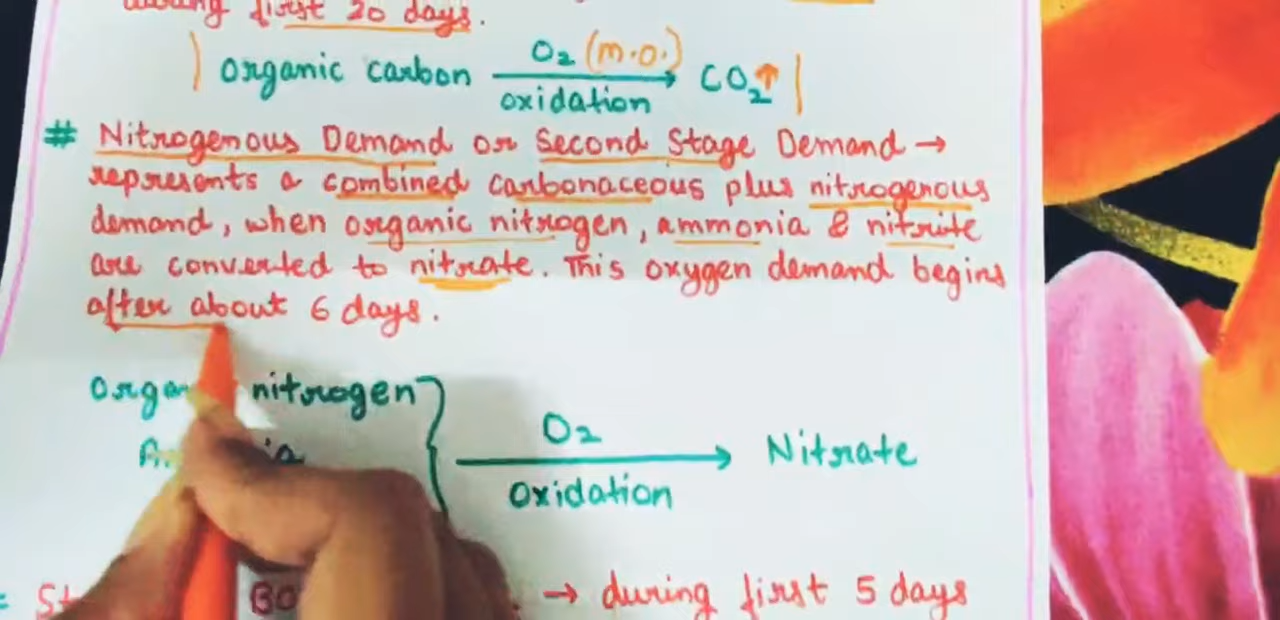 during first 20 days.
organic carbon O₂ (m.o.) oxidation → CO₂↑
# Nitrogenous Demand or Second Stage Demand →
represents a combined carbonaceous plus nitrogenous
demand, when organic nitrogen, ammonia & nitrite
are converted to nitrate. This oxygen demand begins
after about 6 days.
nitrogen
O₂
Oxidation → Nitrate
→ during first 5 days